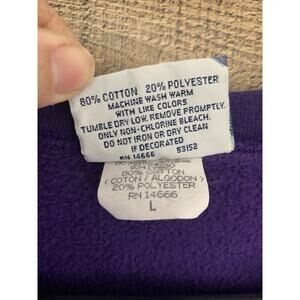 80% COTTON 20% POLYESTER
MACHINE WASH WARM
WITH LIKE COLORS
TUMBLE DRY LOW. REMOVE PROMPTLY.
ONLY NON-CHLORINE BLEACH.
DO NOT IRON OR DRY CLEAN
IF DECORATED
RN 14666 53152
80% COTTON
(COTON / ALGODON)
20% POLYESTER
RN 14666
L